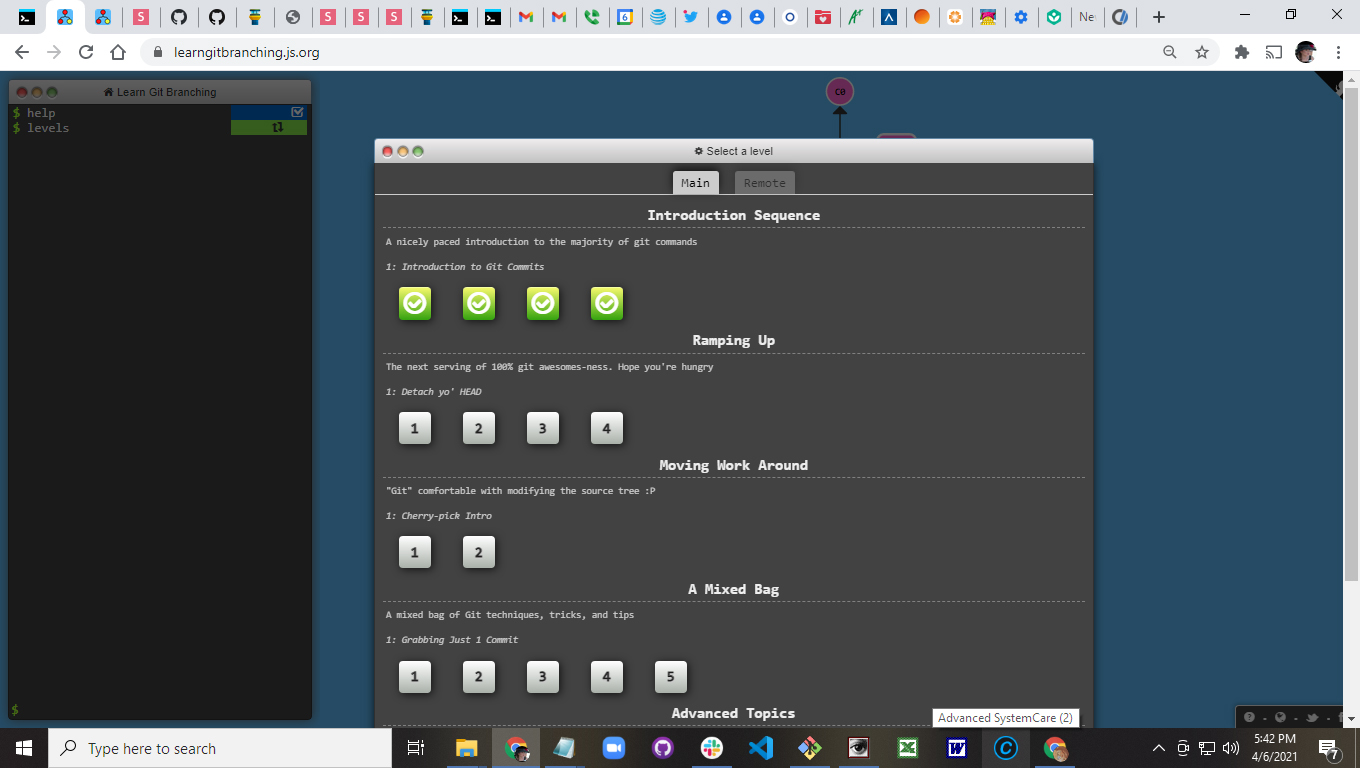 S
S
S
S
6
A
Ne
learngitbranching.js.org
Learn Git Branching
$ help
$ levels
C0
Select a level
Main
Remote
Introduction Sequence
A nicely paced introduction to the majority of git commands
1: Introduction to Git Commits
Ramping Up
The next serving of 100% git awesomes-ness. Hope you're hungry
1: Detach yo' HEAD
1 2 3 4
Moving Work Around
"Git" comfortable with modifying the source tree :P
1: Cherry-pick Intro
1 2
A Mixed Bag
A mixed bag of Git techniques, tricks, and tips
1: Grabbing Just 1 Commit
1 2 3 4 5
Advanced Topics
$
Advanced SystemCare (2)
Type here to search
5:42 PM
4/6/2021
7